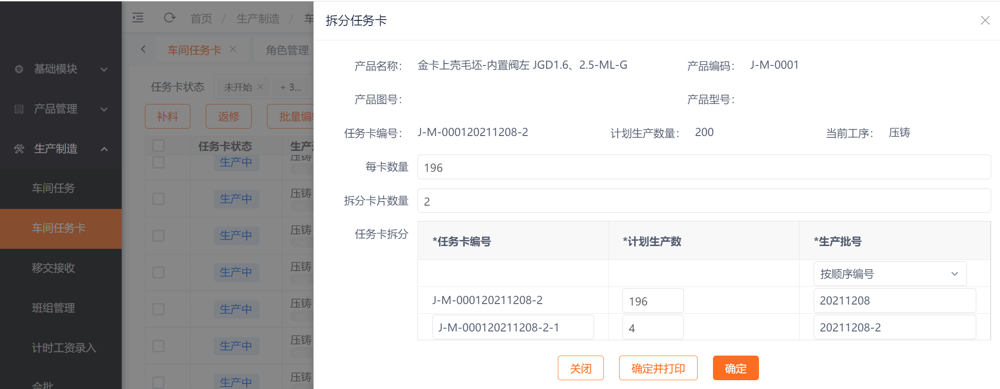 首页 / 生产制造 / 车
拆分任务卡
车间任务卡
角色管理
基础模块
产品管理
生产制造
车间任务
车间任务卡
移交接收
班组管理
计时工资录入
合批
任务卡状态 未开始 + 3...
补料 返修 批量编
任务卡状态
生产中 压铸 0%
生产中 压铸 0%
生产中 压铸 0%
生产中 压铸 0%
生产中 压铸 0%
生产中 压铸 0%
生产中 压铸
产品名称： 金卡上壳毛坯-内置阀左 JGD1.6、2.5-ML-G 产品编码： J-M-0001
产品图号： 产品型号：
任务卡编号： J-M-000120211208-2 计划生产数量： 200 当前工序： 压铸
每卡数量 196
拆分卡片数量 2
任务卡拆分
*任务卡编号 *计划生产数 *生产批号
按顺序编号
J-M-000120211208-2 196 20211208
J-M-000120211208-2-1 4 20211208-2
关闭 确定并打印 确定